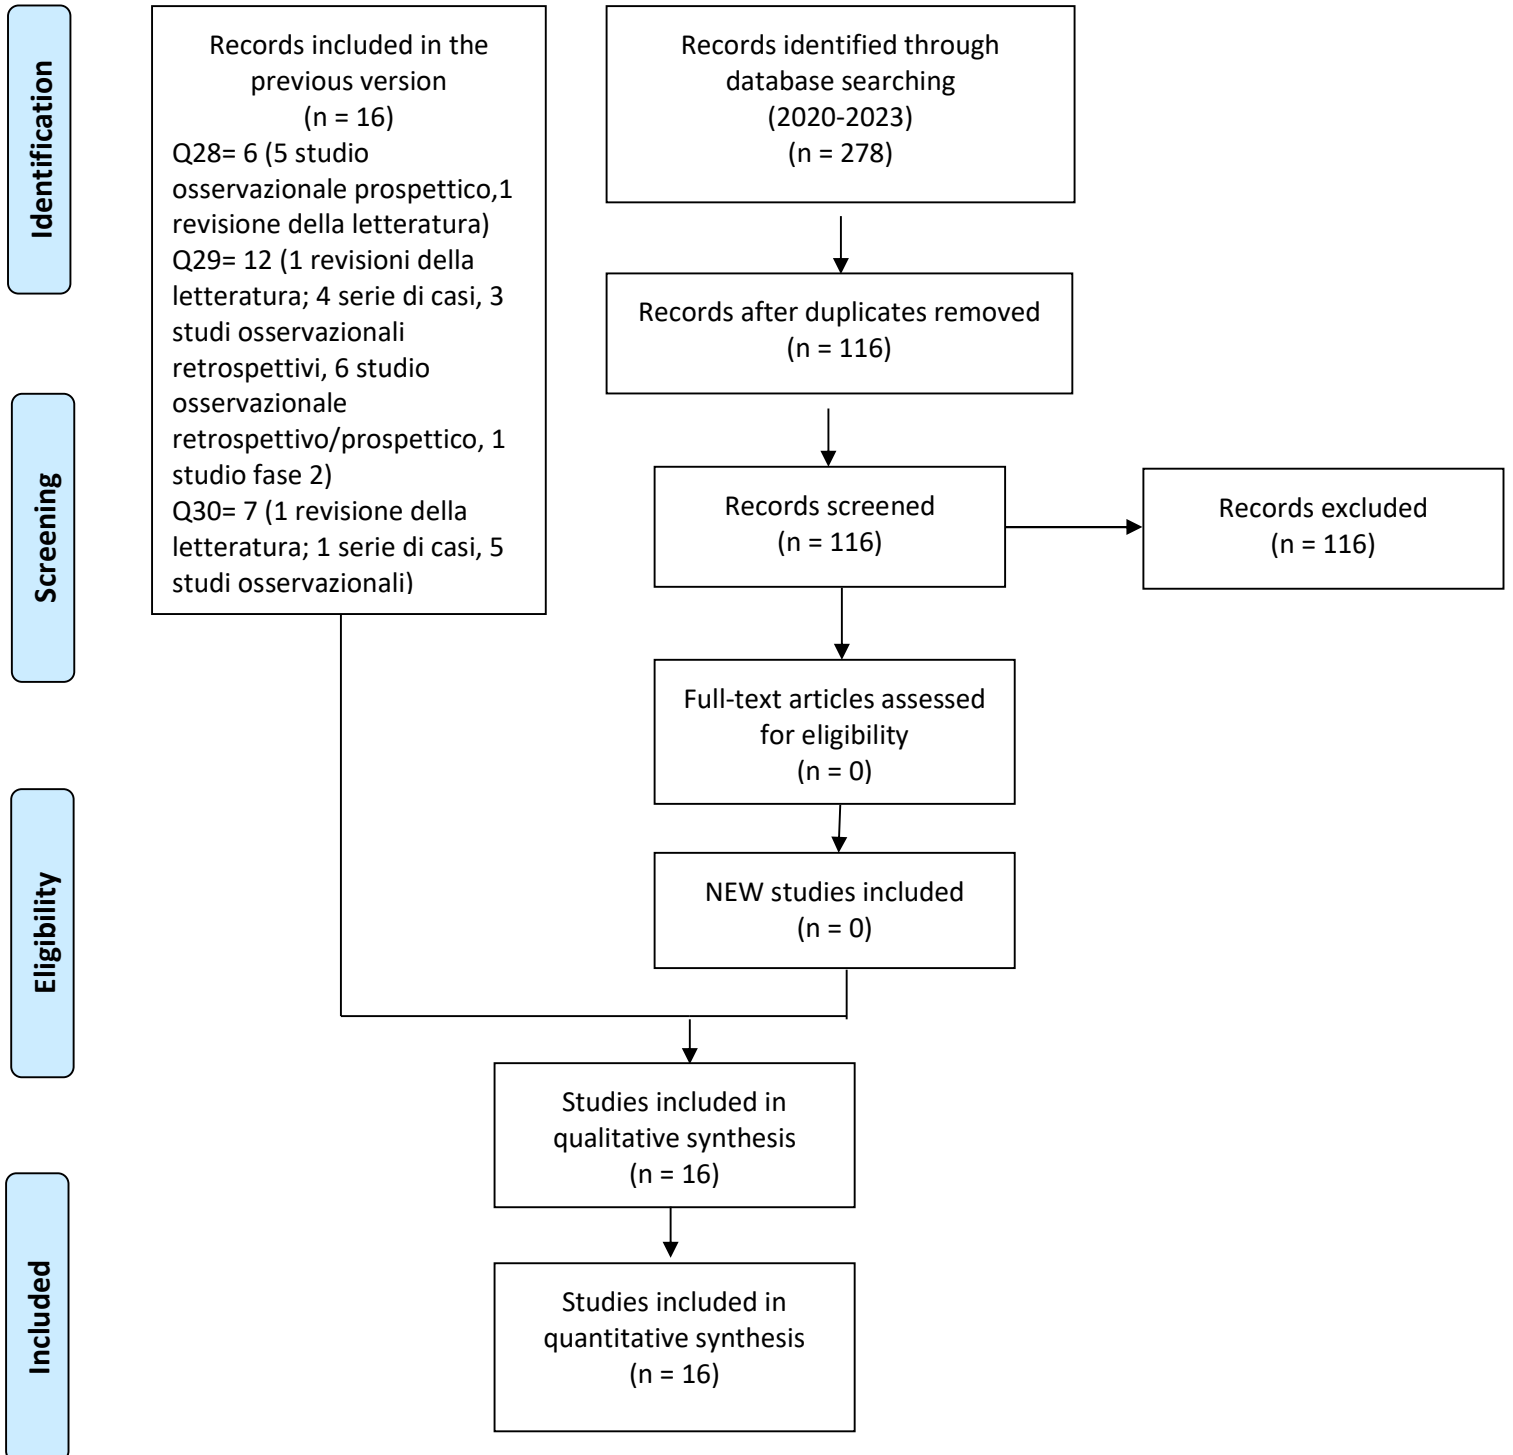 Identification
Screening
Eligibility
Included
Records included in the
previous version
(n = 16)
Q28= 6 (5 studio
osservazionale prospettico,1
revisione della letteratura)
Q29= 12 (1 revisioni della
letteratura; 4 serie di casi, 3
studi osservazionali
retrospettivi, 6 studio
osservazionale
retrospettivo/prospettico, 1
studio fase 2)
Q30= 7 (1 revisione della
letteratura; 1 serie di casi, 5
studi osservazionali)
Records identified through
database searching
(2020-2023)
(n = 278)
Records after duplicates removed
(n = 116)
Records screened
(n = 116)
Records excluded
(n = 116)
Full-text articles assessed
for eligibility
(n = 0)
NEW studies included
(n = 0)
Studies included in
qualitative synthesis
(n = 16)
Studies included in
quantitative synthesis
(n = 16)